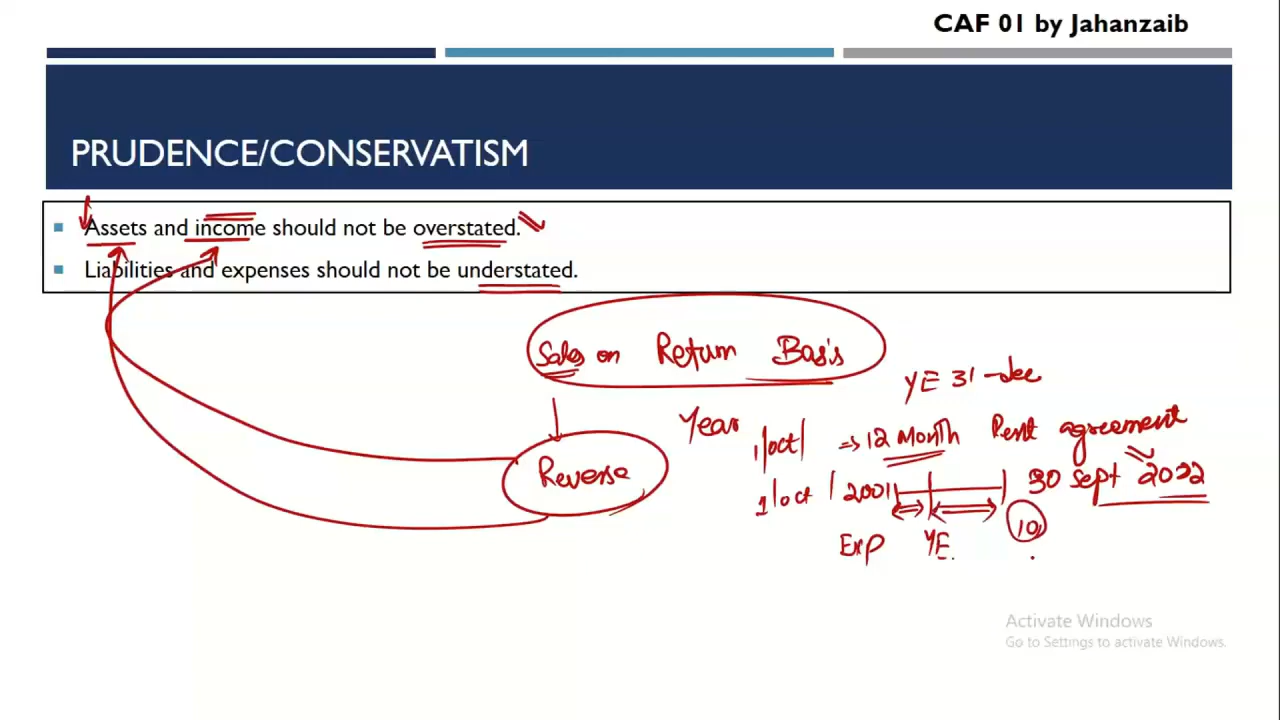 CAF 01 by Jahanzaib
PRUDENCE/CONSERVATISM
Assets and income should not be overstated.
Liabilities and expenses should not be understated.
Sales on Return Basis
YE 31-Dec
Year 1/oct/ => 12 Month Rent agreement
1/oct/2001 30 Sept 2022
Reverse
10
Exp YE.
Activate Windows
Go to Settings to activate Windows.